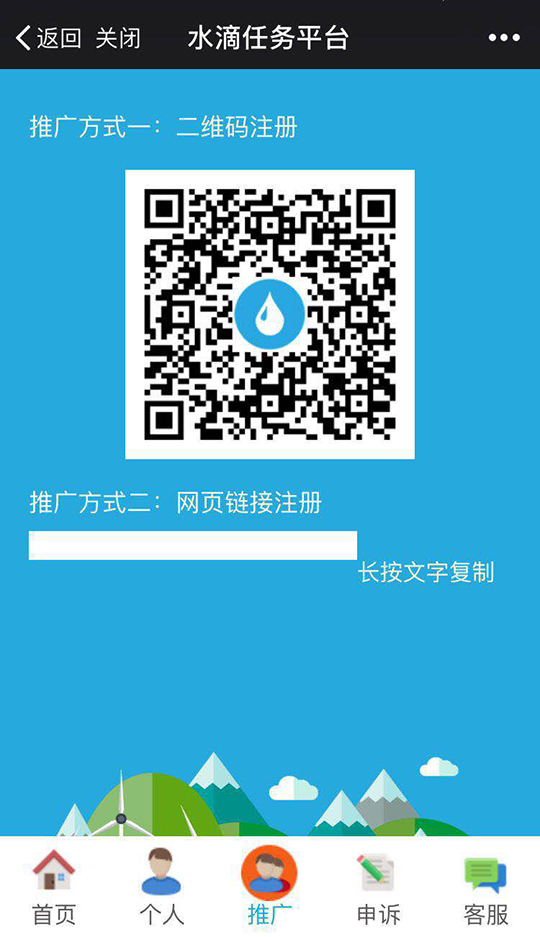 返回 关闭 水滴任务平台
推广方式一：二维码注册
推广方式二：网页链接注册
长按文字复制
首页 个人 推广 申诉 客服